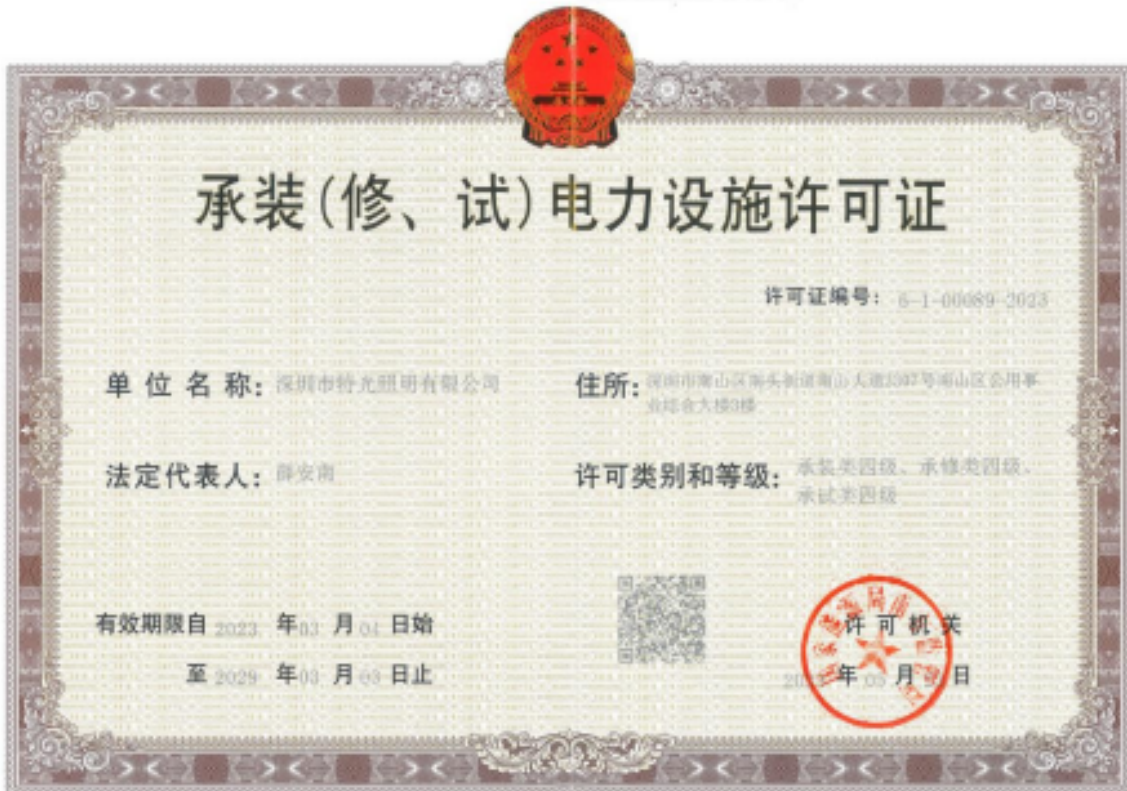 承装(修、试)电力设施许可证
许可证编号: 6-1-00089-2023
单位名称: 深圳市特光照明有限公司
住所: 深圳市南山区南头街道南山大道3307号南山区公用事
业综合大楼3楼
法定代表人: 薛安南
许可类别和等级: 承装类四级、承修类四级、
承试类四级
有效期限自 2023 年 03 月 04 日始
至 2029 年 03 月 03 日止
许可机关
年 月 日